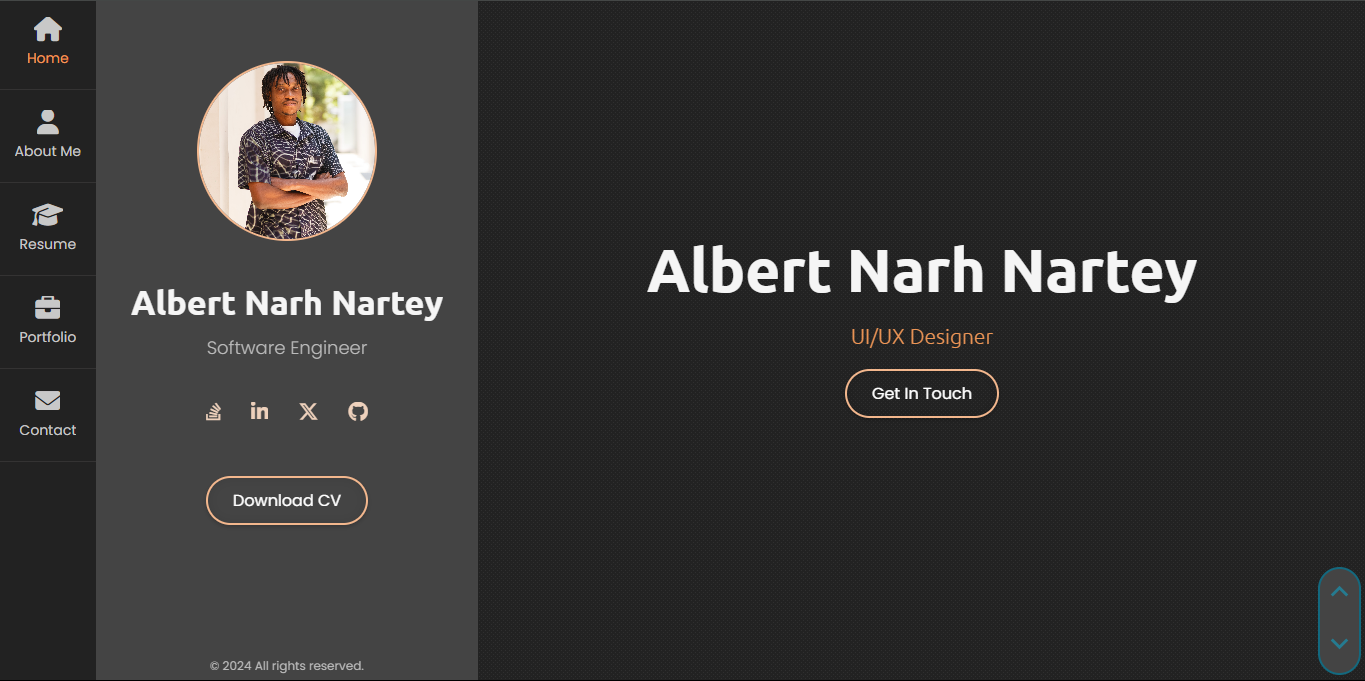 Home
About Me
Resume
Portfolio
Contact
Albert Narh Nartey
Software Engineer
Download CV
© 2024 All rights reserved.
Albert Narh Nartey
UI/UX Designer
Get In Touch